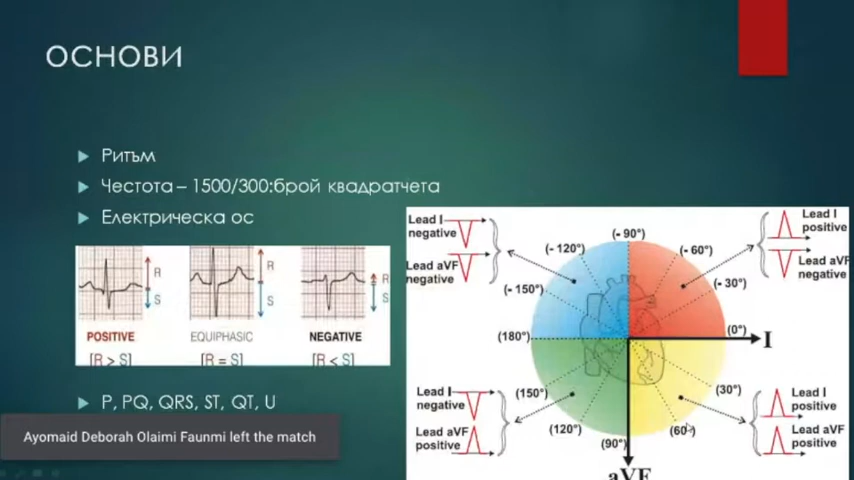 ОСНОВИ
Ритъм
Честота – 1500/300:брой квадратчета
Електрическа ос
R
S
R
S
R
S
POSITIVE
EQUIPHASIC
NEGATIVE
[R > S]
[R = S]
[R < S]
P, PQ, QRS, ST, QT, U
Ayomaid Deborah Olaimi Faunmi left the match
Lead I
negative
Lead aVF
negative
Lead I
positive
Lead aVF
negative
(- 90°)
(- 120°)
(- 60°)
(- 150°)
(- 30°)
(180°)
(0°)
I
(150°)
(30°)
(120°)
(60°)
(90°)
aVF
Lead I
negative
Lead aVF
positive
Lead I
positive
Lead aVF
positive